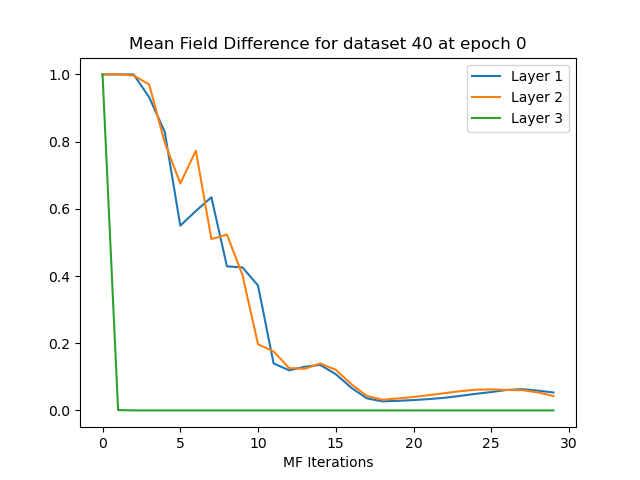 Mean Field Difference for dataset 40 at epoch 0
1.0
0.8
0.6
0.4
0.2
0.0
Layer 1
Layer 2
Layer 3
0 5 10 15 20 25 30
MF Iterations